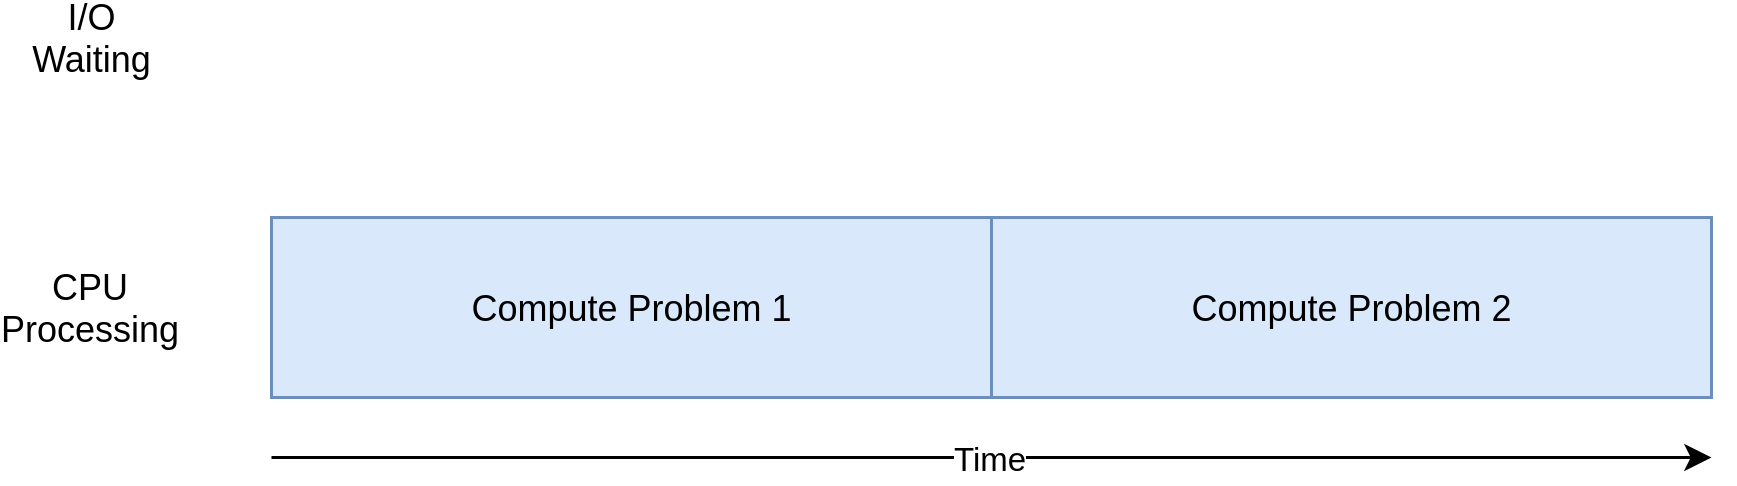 I/O
Waiting
CPU
Processing
Compute Problem 1
Compute Problem 2
Time